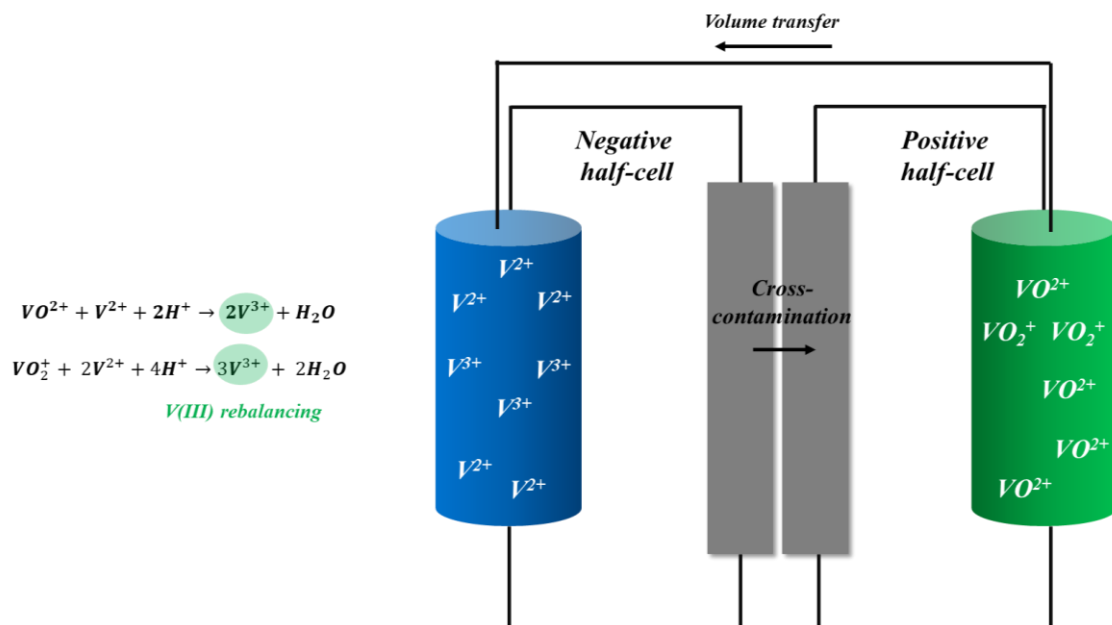 Volume transfer
Negative
half-cell
Positive
half-cell
V²⁺
V²⁺ V²⁺
V³⁺ V³⁺
V³⁺
V²⁺
V²⁺
Cross-
contamination
VO²⁺
VO₂⁺ VO₂⁺
VO²⁺
VO²⁺
VO²⁺
VO²⁺ + V²⁺ + 2H⁺ → 2V³⁺ + H₂O
VO₂⁺ + 2V²⁺ + 4H⁺ → 3V³⁺ + 2H₂O
V(III) rebalancing